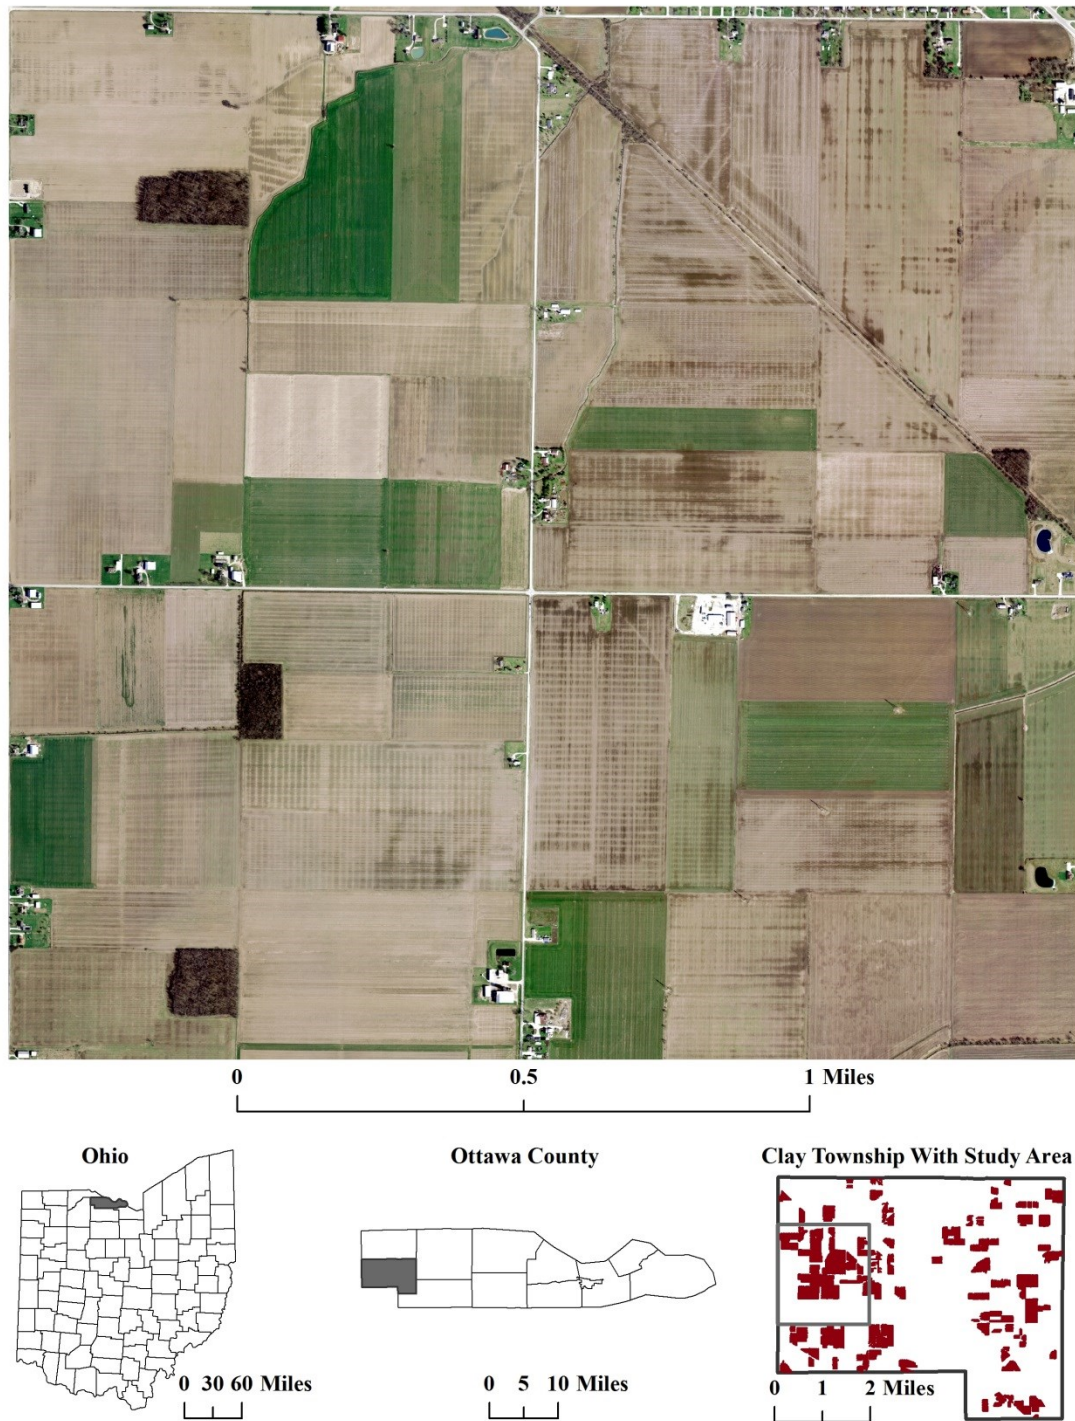 0 0.5 1 Miles
Ohio
Ottawa County
Clay Township With Study Area
0 30 60 Miles
0 5 10 Miles
0 1 2 Miles